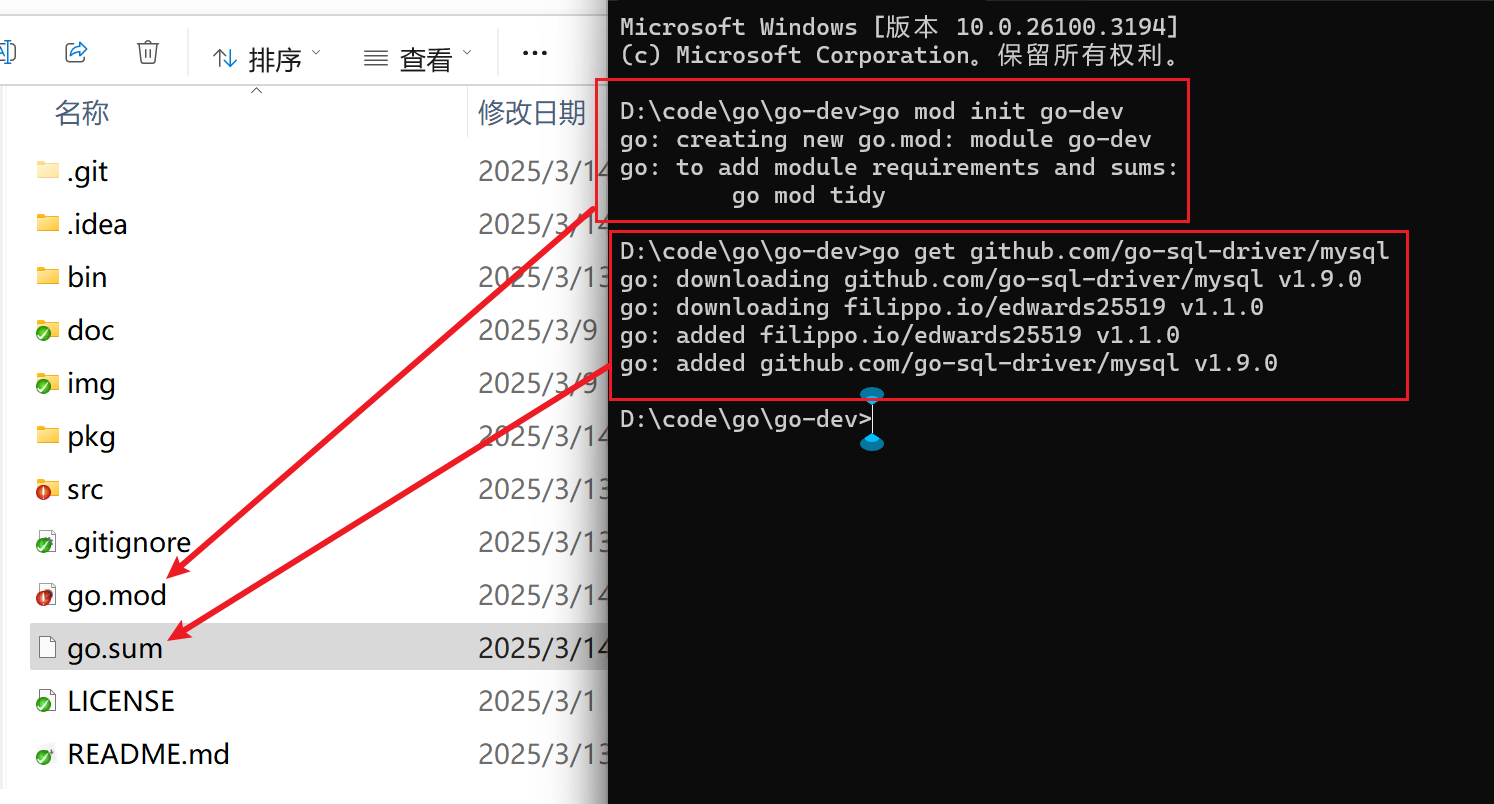 排序
查看
名称
修改日期
.git 2025/3/14
.idea 2025/3/14
bin 2025/3/13
doc 2025/3/9
img 2025/3/9
pkg 2025/3/14
src 2025/3/13
.gitignore 2025/3/13
go.mod 2025/3/14
go.sum 2025/3/14
LICENSE 2025/3/1
README.md 2025/3/13
Microsoft Windows [版本 10.0.26100.3194]
(c) Microsoft Corporation。保留所有权利。
D:\code\go\go-dev>go mod init go-dev
go: creating new go.mod: module go-dev
go: to add module requirements and sums:
go mod tidy
D:\code\go\go-dev>go get github.com/go-sql-driver/mysql
go: downloading github.com/go-sql-driver/mysql v1.9.0
go: downloading filippo.io/edwards25519 v1.1.0
go: added filippo.io/edwards25519 v1.1.0
go: added github.com/go-sql-driver/mysql v1.9.0
D:\code\go\go-dev>